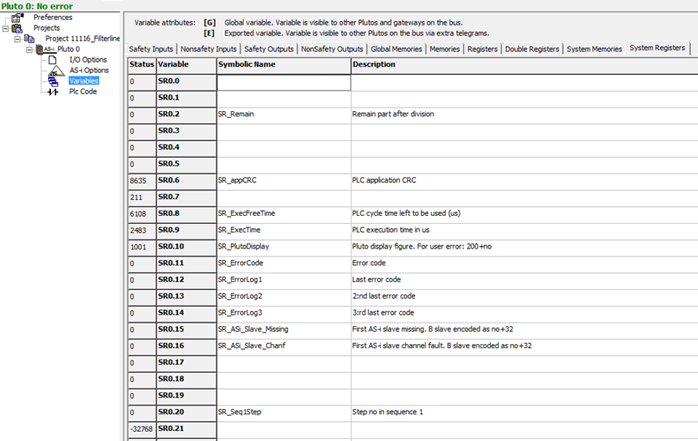 Pluto 0: No error
Preferences
Projects
Project 11116_Filterline
Pluto 0
I/O Options
AS-i Options
Variables
Plc Code
Variable attributes: [G] Global variable. Variable is visible to other Plutos and gateways on the bus.
[E] Exported variable. Variable is visible to other Plutos on the bus via extra telegrams.
Safety Inputs Nonsafety Inputs Safety Outputs NonSafety Outputs Global Memories Memories Registers Double Registers System Memories System Registers
Status Variable Symbolic Name Description
0 SR0.0
0 SR0.1
0 SR0.2 SR_Remain Remain part after division
0 SR0.3
0 SR0.4
0 SR0.5
8635 SR0.6 SR_appCRC PLC application CRC
211 SR0.7
6108 SR0.8 SR_ExecFreeTime PLC cycle time left to be used (us)
2483 SR0.9 SR_ExecTime PLC execution time in us
1001 SR0.10 SR_PlutoDisplay Pluto display figure. For user error: 200+no
0 SR0.11 SR_ErrorCode Error code
0 SR0.12 SR_ErrorLog1 Last error code
0 SR0.13 SR_ErrorLog2 2:nd last error code
0 SR0.14 SR_ErrorLog3 3:rd last error code
0 SR0.15 SR_ASi_Slave_Missing First AS-i slave missing. B slave encoded as no+32
0 SR0.16 SR_ASi_Slave_Chanf First AS-i slave channel fault. B slave encoded as no+32
0 SR0.17
0 SR0.18
0 SR0.19
0 SR0.20 SR_Seq1Step Step no in sequence 1
-32768 SR0.21